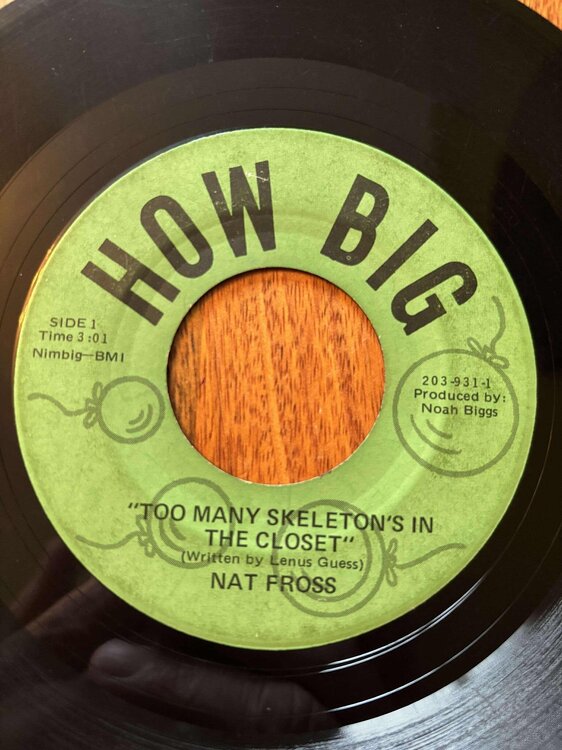 HOW BIG
SIDE 1
Time 3:01
Nimbig—BMI
203-931-1
Produced by:
Noah Biggs
"TOO MANY SKELETON'S IN
THE CLOSET"
(Written by Lenus Guess)
NAT FROSS